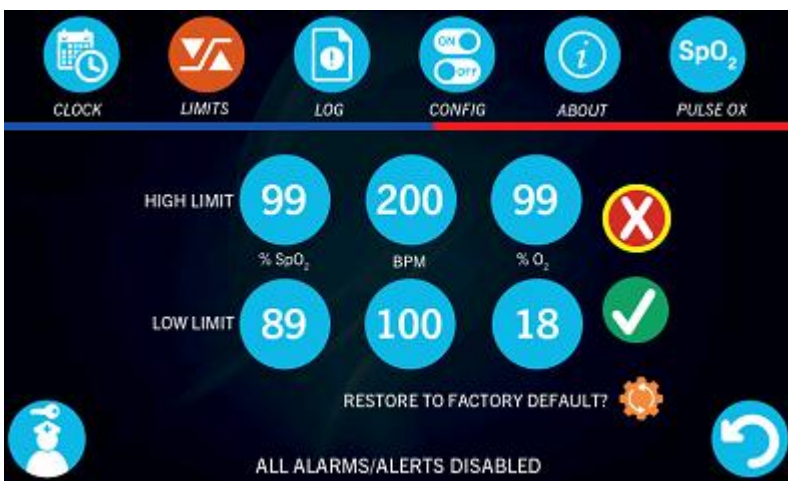 ON
OFF
i
SpO₂
CLOCK LIMITS LOG CONFIG ABOUT PULSE OX
HIGH LIMIT 99 200 99
% SpO₂ BPM % O₂
LOW LIMIT 89 100 18
RESTORE TO FACTORY DEFAULT?
ALL ALARMS/ALERTS DISABLED